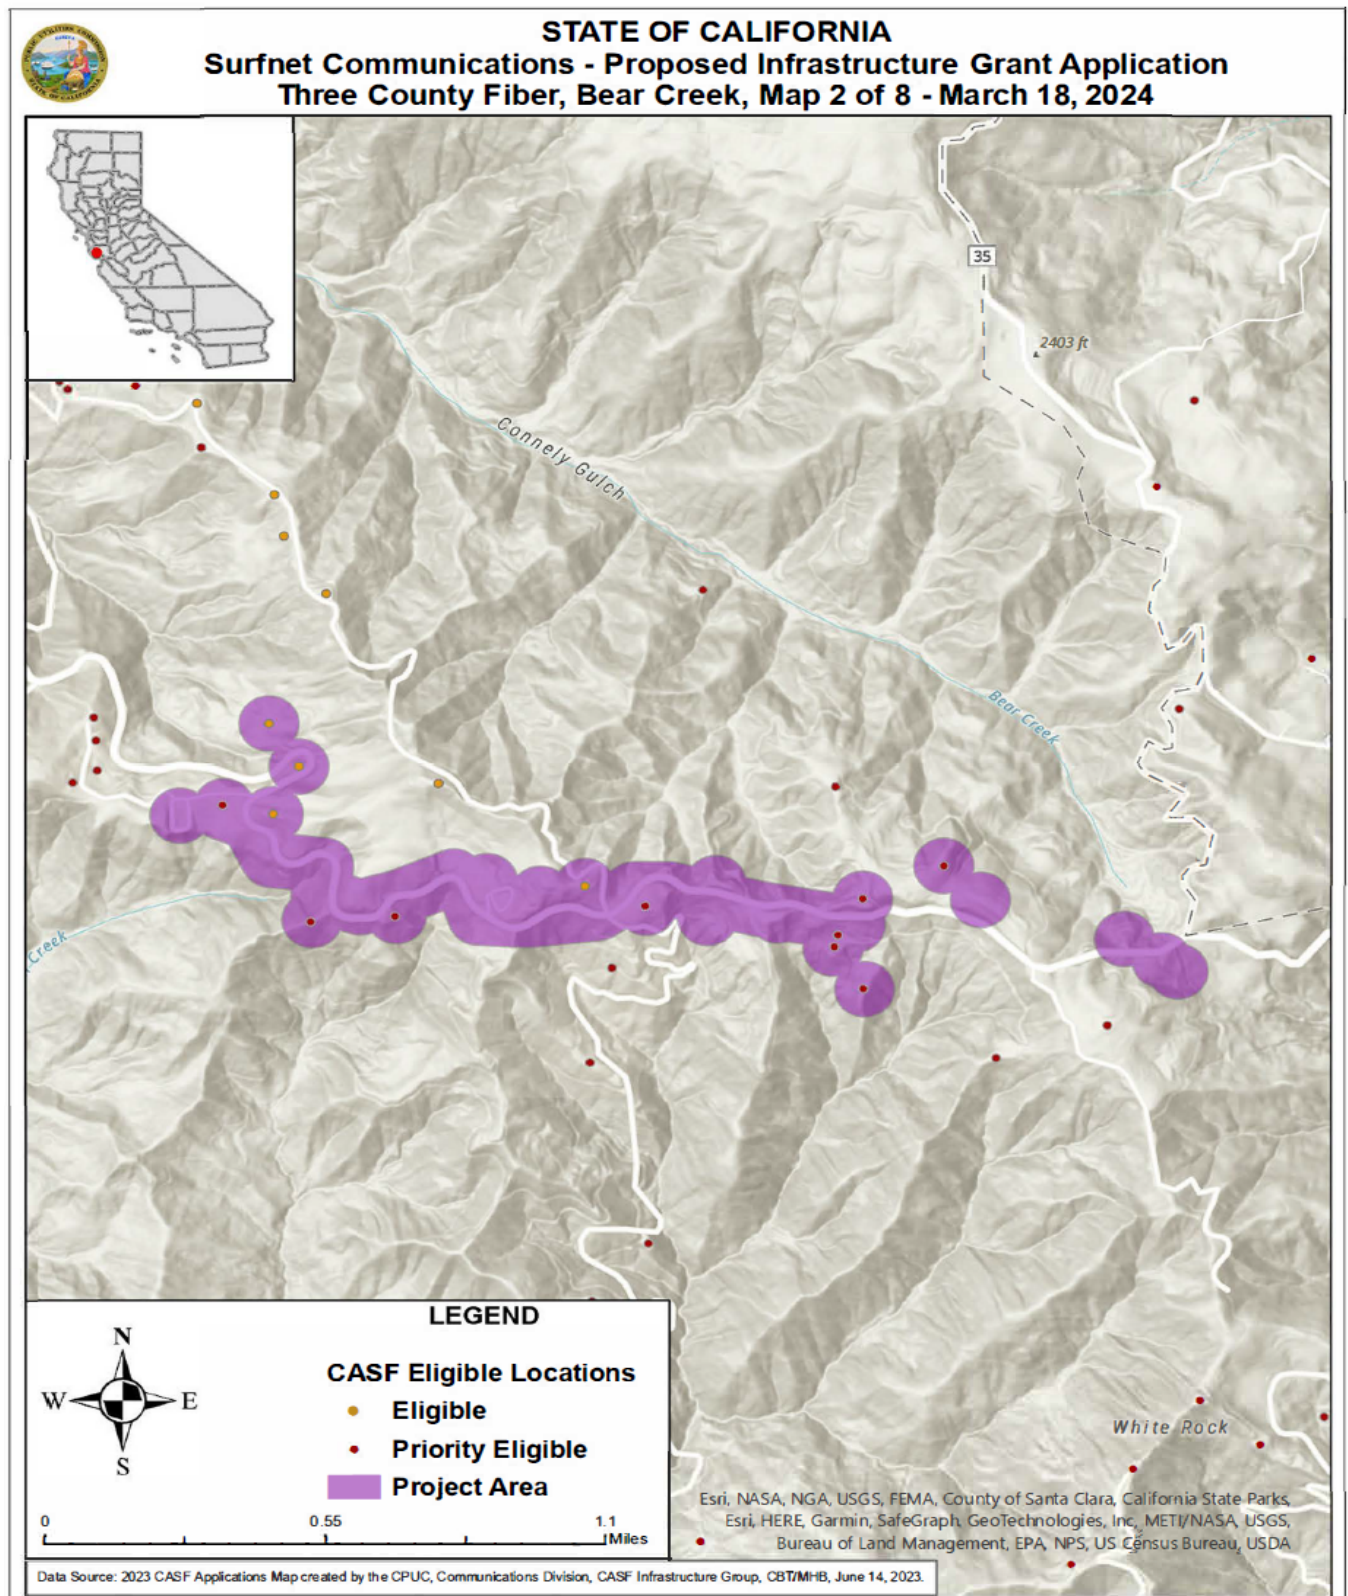 STATE OF CALIFORNIA
Surfnet Communications - Proposed Infrastructure Grant Application
Three County Fiber, Bear Creek, Map 2 of 8 - March 18, 2024
35
2403 ft
Connely Gulch
Bear Creek
Creek
LEGEND
N
W
E
S
CASF Eligible Locations
Eligible
Priority Eligible
Project Area
0
0.55
1.1
Miles
White Rock
Esri, NASA, NGA, USGS, FEMA, County of Santa Clara, California State Parks,
Esri, HERE, Garmin, SafeGraph, GeoTechnologies, Inc, METI/NASA, USGS,
Bureau of Land Management, EPA, NPS, US Census Bureau, USDA
Data Source: 2023 CASF Applications Map created by the CPUC, Communications Division, CASF Infrastructure Group, CBT/MHB, June 14, 2023.